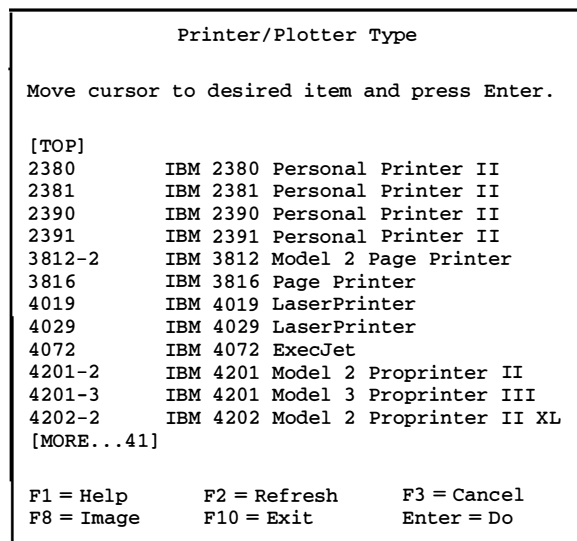 Printer/Plotter Type
Move cursor to desired item and press Enter.
[TOP]
2380 IBM 2380 Personal Printer II
2381 IBM 2381 Personal Printer II
2390 IBM 2390 Personal Printer II
2391 IBM 2391 Personal Printer II
3812-2 IBM 3812 Model 2 Page Printer
3816 IBM 3816 Page Printer
4019 IBM 4019 LaserPrinter
4029 IBM 4029 LaserPrinter
4072 IBM 4072 ExecJet
4201-2 IBM 4201 Model 2 Proprinter II
4201-3 IBM 4201 Model 3 Proprinter III
4202-2 IBM 4202 Model 2 Proprinter II XL
[MORE...41]
F1 = Help F2 = Refresh F3 = Cancel
F8 = Image F10 = Exit Enter = Do